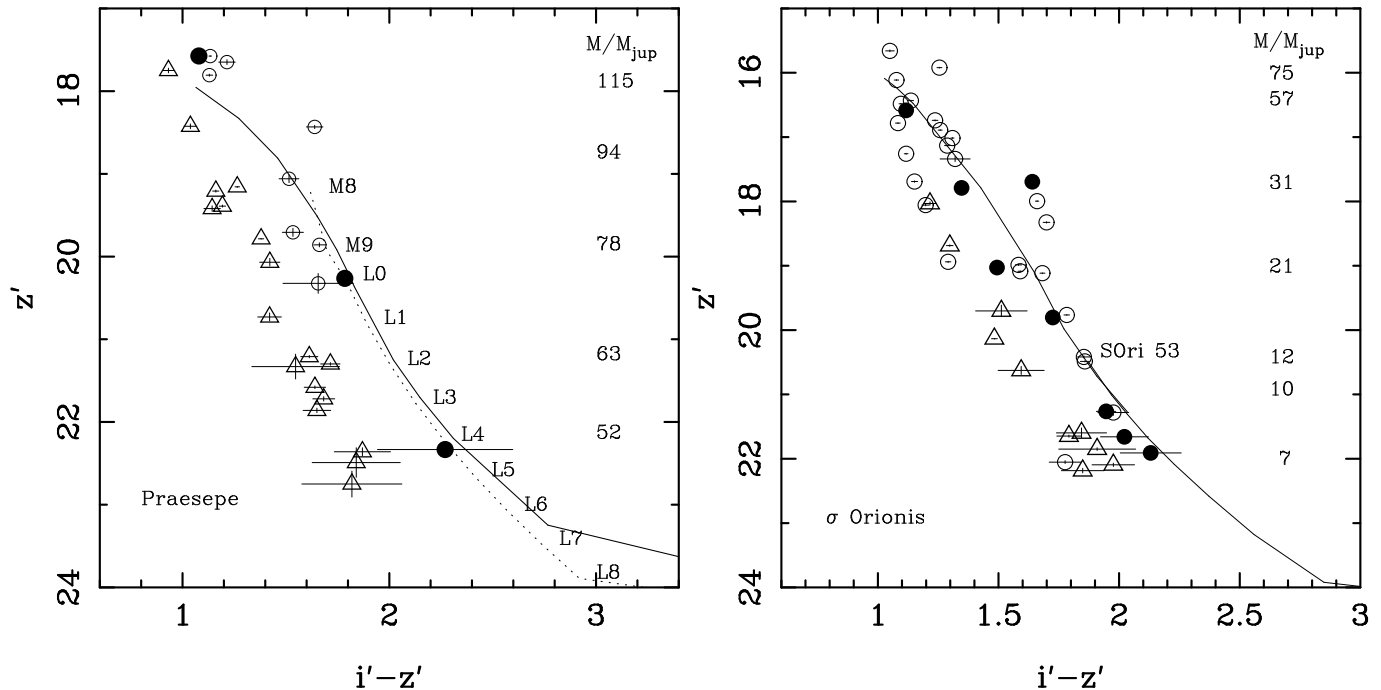 M/Mjup
115
94
78
63
52
M8
M9
L0
L1
L2
L3
L4
L5
L6
L7
L8
Praesepe
18
20
22
24
z′
1
2
3
i′−z′
M/Mjup
75
57
31
21
12
10
7
SOri 53
σ Orionis
16
18
20
22
24
z′
1
1.5
2
2.5
3
i′−z′